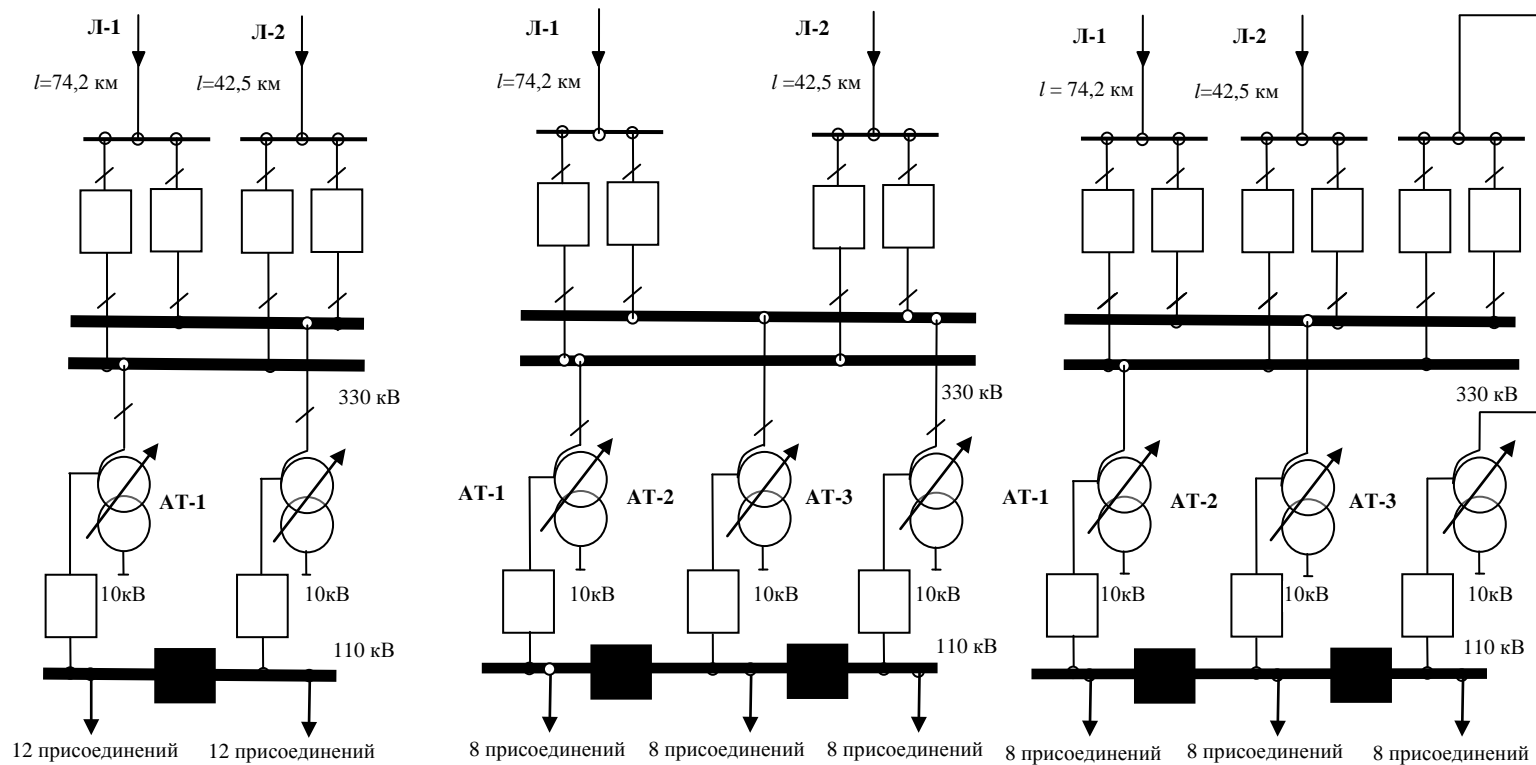 Л-1
Л-2
l=74,2 км
l=42,5 км
330 кВ
АТ-1
10кВ
10кВ
110 кВ
12 присоединений
12 присоединений
Л-1
Л-2
l=74,2 км
l =42,5 км
330 кВ
АТ-1
АТ-2
АТ-3
10кВ
10кВ
10кВ
110 кВ
8 присоединений
8 присоединений
8 присоединений
Л-1
Л-2
l = 74,2 км
l=42,5 км
330 кВ
АТ-1
АТ-2
АТ-3
10кВ
10кВ
10кВ
110 кВ
8 присоединений
8 присоединений
8 присоединений